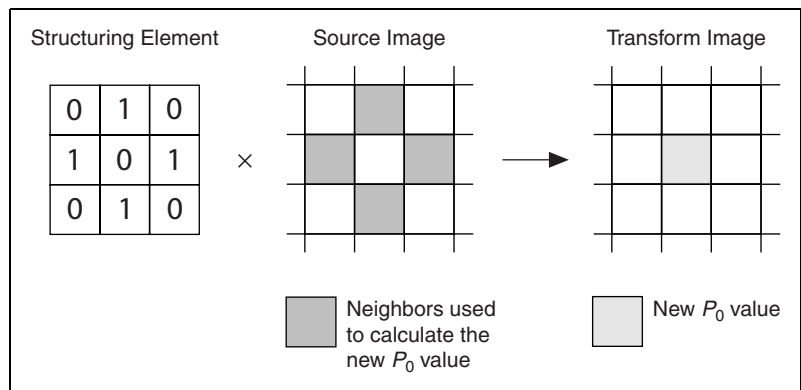 Structuring Element
Source Image
Transform Image
0 1 0
1 0 1
0 1 0
×
Neighbors used
to calculate the
new P₀ value
New P₀ value